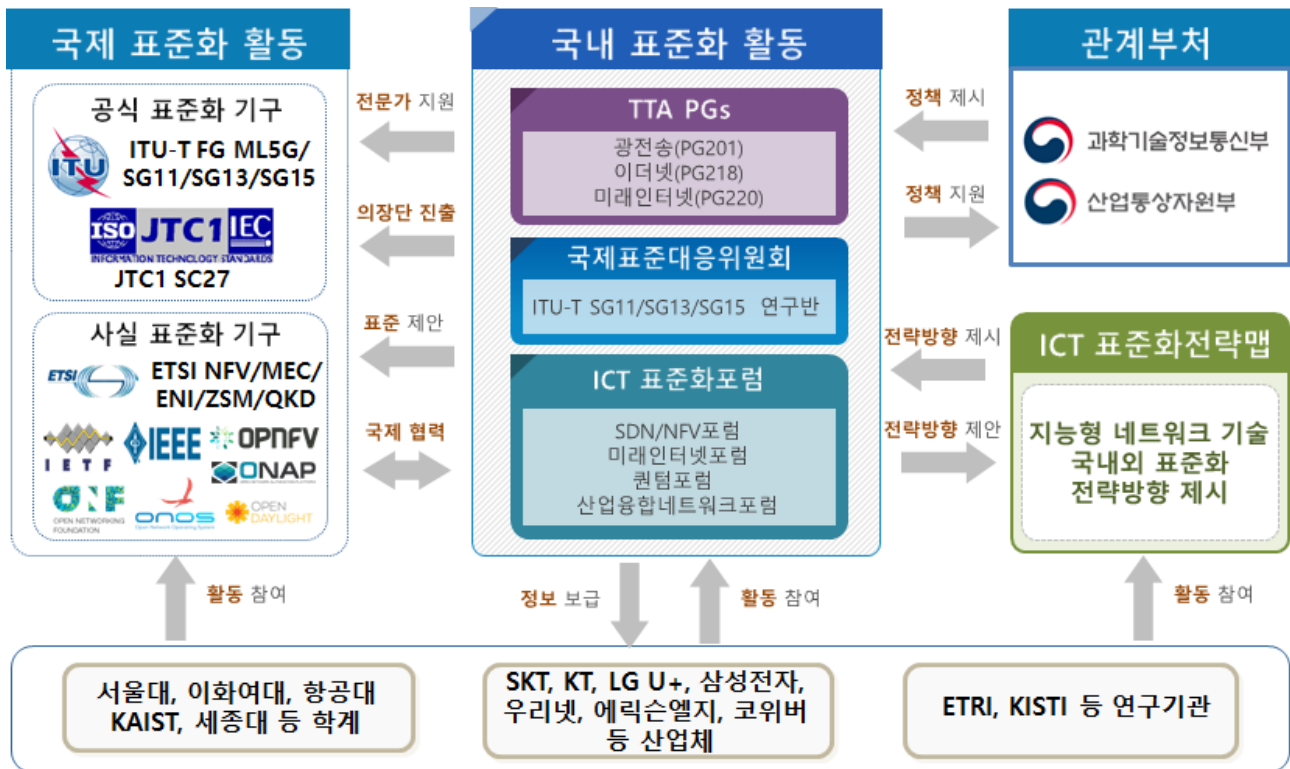 국제 표준화 활동
공식 표준화 기구
ITU
ITU-T FG ML5G/
SG11/SG13/SG15
ISO JTC1 IEC
INFORMATION TECHNOLOGY STANDARDS
JTC1 SC27
사실 표준화 기구
ETSI
ETSI NFV/MEC/
ENI/ZSM/QKD
IETF
IEEE
OPNFV
ONAP
ONF
OPEN NETWORKING
FOUNDATION
onos
Open Network Operating System
OPEN
DAYLIGHT
전문가 지원
의장단 진출
표준 제안
국제 협력
국내 표준화 활동
TTA PGs
광전송(PG201)
이더넷(PG218)
미래인터넷(PG220)
국제표준대응위원회
ITU-T SG11/SG13/SG15 연구반
ICT 표준화포럼
SDN/NFV포럼
미래인터넷포럼
퀀텀포럼
산업융합네트워크포럼
정책 제시
정책 지원
전략방향 제시
전략방향 제안
관계부처
과학기술정보통신부
산업통상자원부
ICT 표준화전략맵
지능형 네트워크 기술
국내외 표준화
전략방향 제시
활동 참여
정보 보급
활동 참여
활동 참여
서울대, 이화여대, 항공대
KAIST, 세종대 등 학계
SKT, KT, LG U+, 삼성전자,
우리넷, 에릭슨엘지, 코위버
등 산업체
ETRI, KISTI 등 연구기관